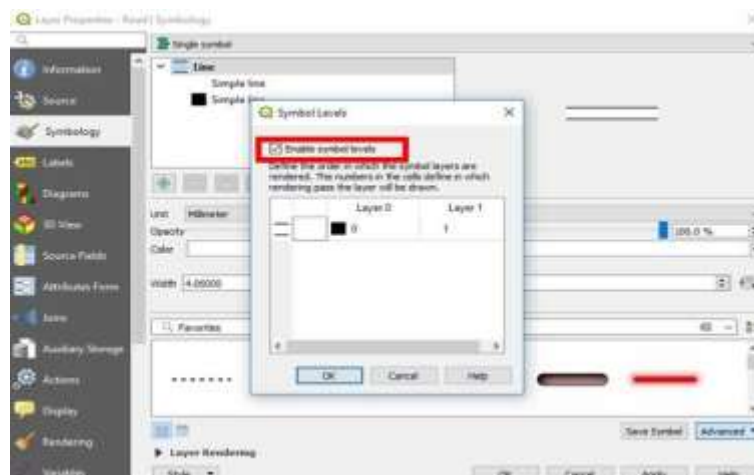 Layer Properties - Road | Symbology
Single symbol
Information
Source
Symbology
Labels
Diagrams
3D View
Source Fields
Attributes Form
Joins
Auxiliary Storage
Actions
Display
Rendering
Variables
Line
Simple line
Simple line
Symbol Levels
Enable symbol levels
Define the order in which the symbol layers are
rendered. The numbers in the cells define in which
rendering pass the layer will be drawn.
Layer 0 Layer 1
0 1
OK Cancel Help
Unit Millimeter
Opacity 100.0 %
Color
Width 4.00000
Favorites
Save Symbol Advanced
Layer Rendering
Style OK Cancel Apply Help